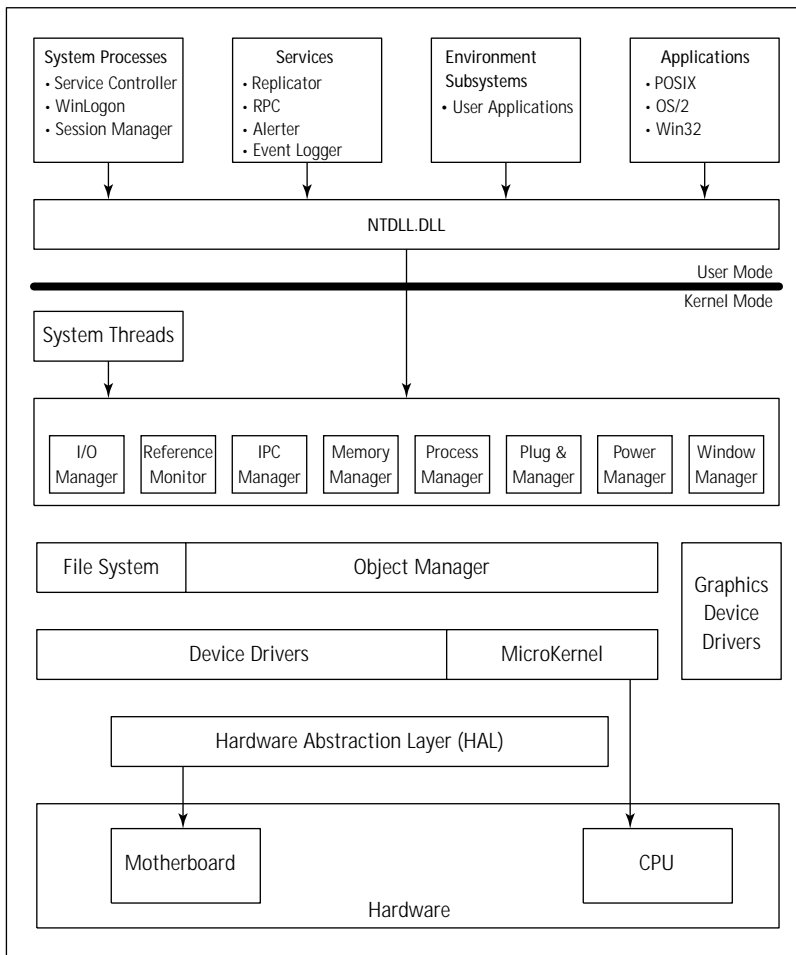 System Processes
• Service Controller
• WinLogon
• Session Manager
Services
• Replicator
• RPC
• Alerter
• Event Logger
Environment
Subsystems
• User Applications
Applications
• POSIX
• OS/2
• Win32
NTDLL.DLL
User Mode
Kernel Mode
System Threads
I/O
Manager
Reference
Monitor
IPC
Manager
Memory
Manager
Process
Manager
Plug &
Manager
Power
Manager
Window
Manager
File System
Object Manager
Graphics
Device
Drivers
Device Drivers
MicroKernel
Hardware Abstraction Layer (HAL)
Motherboard
CPU
Hardware